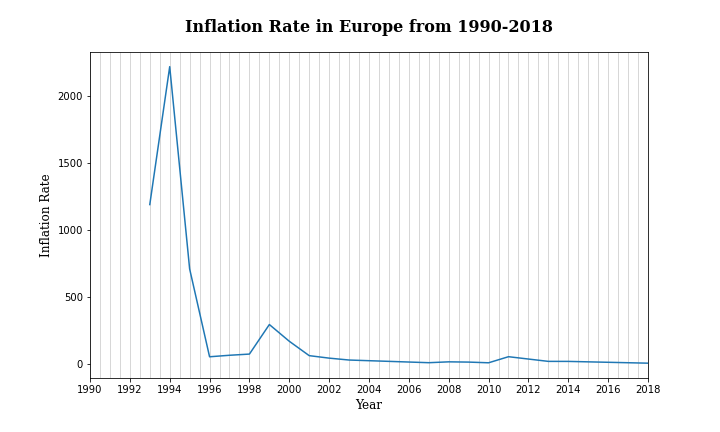 Inflation Rate in Europe from 1990-2018
2000
1500
1000
500
0
Inflation Rate
1990 1992 1994 1996 1998 2000 2002 2004 2006 2008 2010 2012 2014 2016 2018
Year